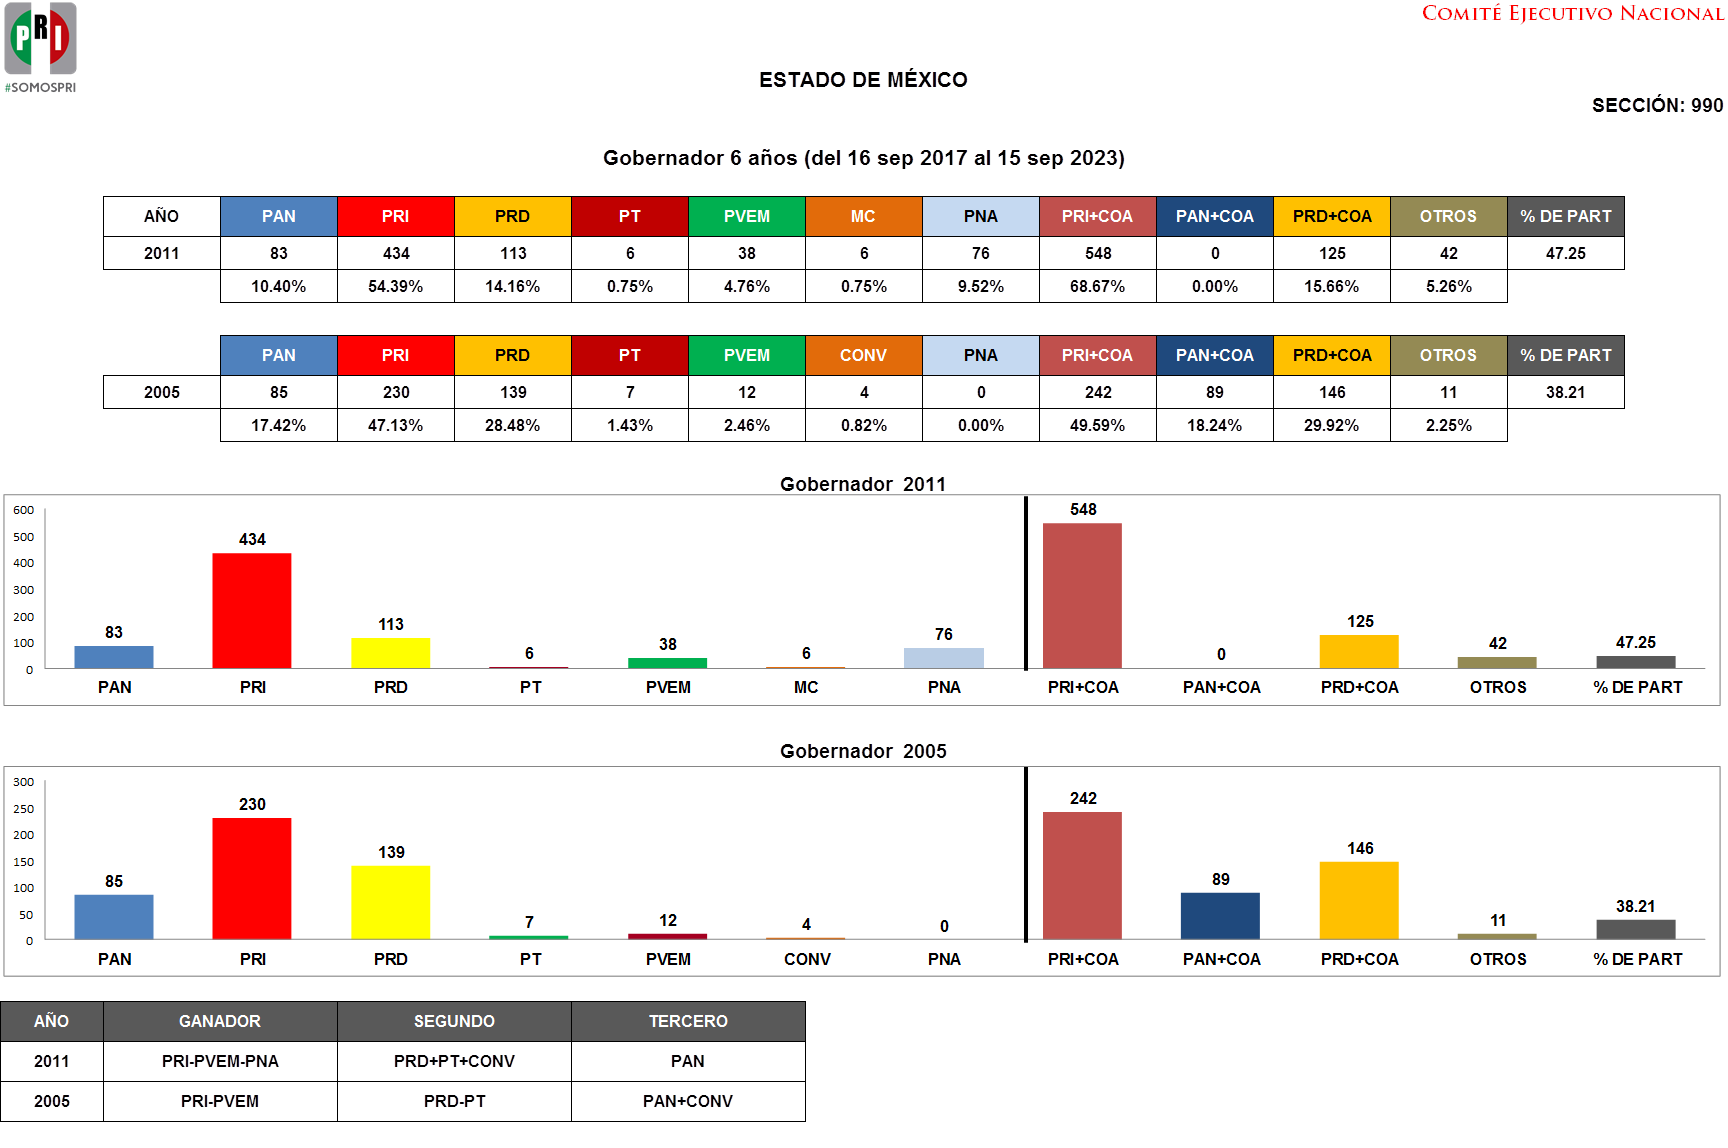 PRI
#SOMOSPRI
COMITÉ EJECUTIVO NACIONAL
ESTADO DE MÉXICO
SECCIÓN: 990
Gobernador 6 años (del 16 sep 2017 al 15 sep 2023)
AÑO PAN PRI PRD PT PVEM MC PNA PRI+COA PAN+COA PRD+COA OTROS % DE PART
2011 83 434 113 6 38 6 76 548 0 125 42 47.25
10.40% 54.39% 14.16% 0.75% 4.76% 0.75% 9.52% 68.67% 0.00% 15.66% 5.26%
PAN PRI PRD PT PVEM CONV PNA PRI+COA PAN+COA PRD+COA OTROS % DE PART
2005 85 230 139 7 12 4 0 242 89 146 11 38.21
17.42% 47.13% 28.48% 1.43% 2.46% 0.82% 0.00% 49.59% 18.24% 29.92% 2.25%
Gobernador 2011
600
500
400
300
200
100
0
83 434 113 6 38 6 76 548 0 125 42 47.25
PAN PRI PRD PT PVEM MC PNA PRI+COA PAN+COA PRD+COA OTROS % DE PART
Gobernador 2005
300
250
200
150
100
50
0
85 230 139 7 12 4 0 242 89 146 11 38.21
PAN PRI PRD PT PVEM CONV PNA PRI+COA PAN+COA PRD+COA OTROS % DE PART
AÑO GANADOR SEGUNDO TERCERO
2011 PRI-PVEM-PNA PRD+PT+CONV PAN
2005 PRI-PVEM PRD-PT PAN+CONV